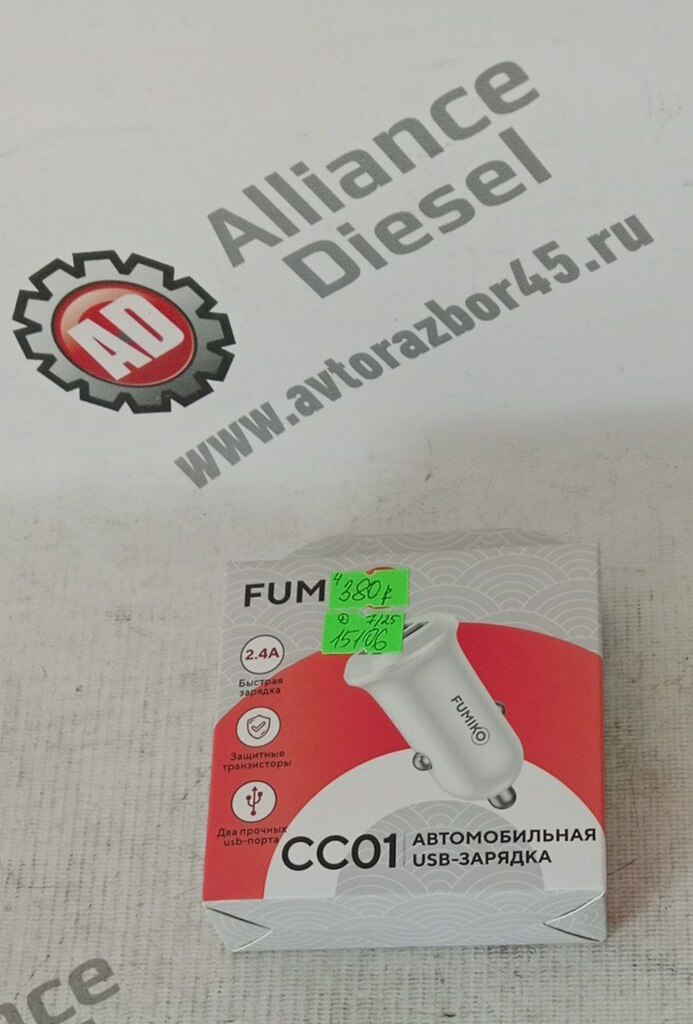 Alliance
Diesel
www.avtorazbor45.ru
AD
FUM
ч 380₽
Ф 7/25
15/06
2.4A
Быстрая
зарядка
FUMIKO
Защитные
транзисторы
Два прочных
usb-порта
CC01
АВТОМОБИЛЬНАЯ
USB-ЗАРЯДКА
ce